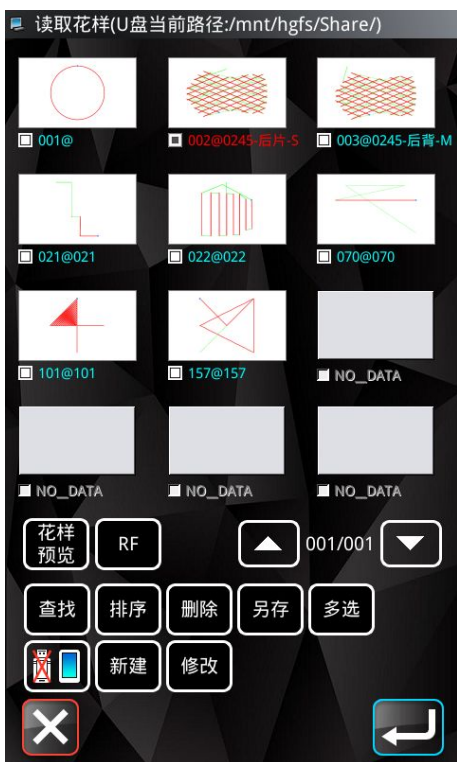 读取花样(U盘当前路径:/mnt/hgfs/Share/)
001@
002@0245-后片-S
003@0245-后背-M
021@021
022@022
070@070
101@101
157@157
NO_DATA
NO_DATA
NO_DATA
NO_DATA
花样
预览
RF
001/001
查找
排序
删除
另存
多选
新建
修改